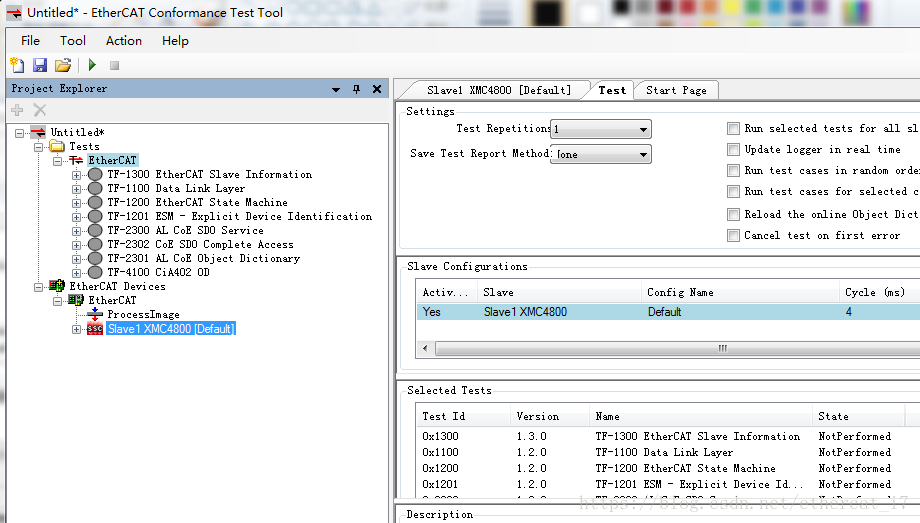 Untitled* - EtherCAT Conformance Test Tool
File Tool Action Help
Project Explorer
Untitled*
Tests
EtherCAT
TF-1300 EtherCAT Slave Information
TF-1100 Data Link Layer
TF-1200 EtherCAT State Machine
TF-1201 ESM - Explicit Device Identification
TF-2300 AL CoE SDO Service
TF-2302 CoE SDO Complete Access
TF-2301 AL CoE Object Dictionary
TF-4100 CiA402 OD
EtherCAT Devices
EtherCAT
ProcessImage
SSC
Slave1 XMC4800 [Default]
Slave1 XMC4800 [Default] Test Start Page
Settings
Test Repetitions 1
Save Test Report Method:
Run selected tests for all sl
Update logger in real time
Run test cases in random orde
Run test cases for selected c
Reload the online Object Dict
Cancel test on first error
Slave Configurations
Activ... Slave Config Name Cycle (ms)
Yes Slave1 XMC4800 Default 4
Selected Tests
Test Id Version Name State
0x1300 1.3.0 TF-1300 EtherCAT Slave Information NotPerformed
0x1100 1.2.0 TF-1100 Data Link Layer NotPerformed
0x1200 1.2.0 TF-1200 EtherCAT State Machine NotPerformed
0x1201 1.2.0 TF-1201 ESM - Explicit Device Id... NotPerformed
https://blog.csdn.net/ethercat_i7
Description